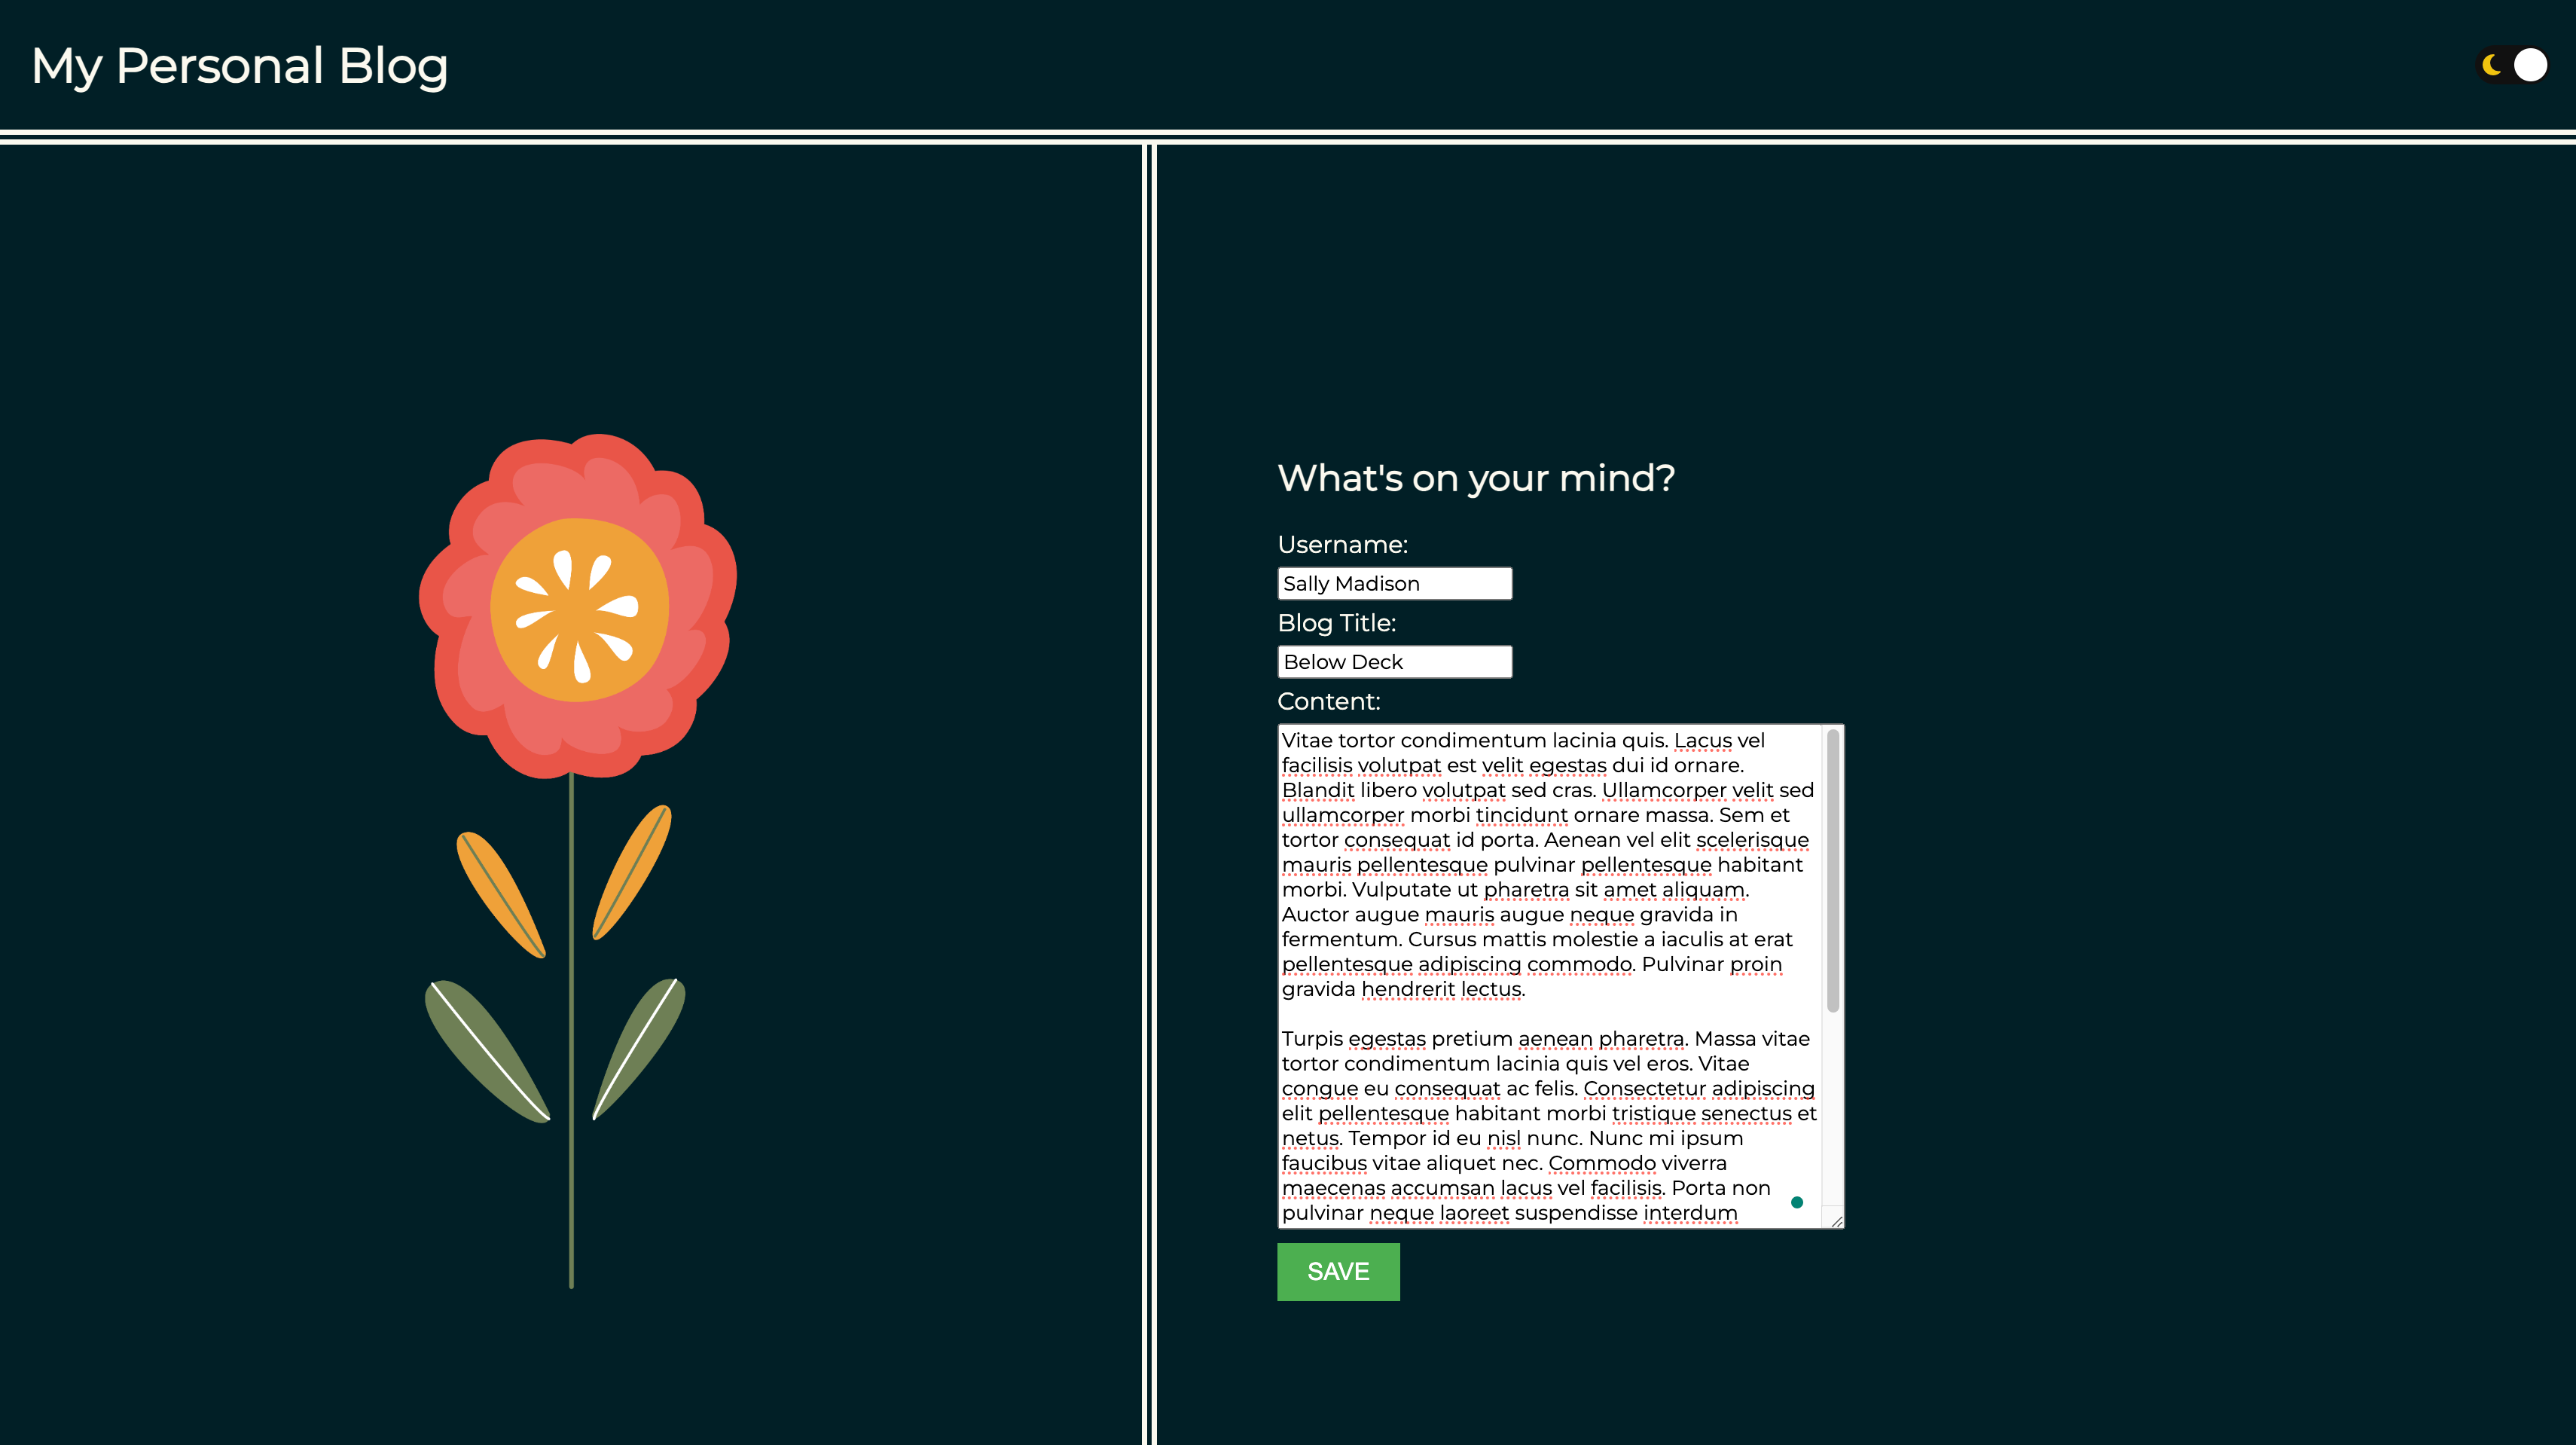 My Personal Blog
What's on your mind?
Username:
Sally Madison
Blog Title:
Below Deck
Content:
Vitae tortor condimentum lacinia quis. Lacus vel
facilisis volutpat est velit egestas dui id ornare.
Blandit libero volutpat sed cras. Ullamcorper velit sed
ullamcorper morbi tincidunt ornare massa. Sem et
tortor consequat id porta. Aenean vel elit scelerisque
mauris pellentesque pulvinar pellentesque habitant
morbi. Vulputate ut pharetra sit amet aliquam.
Auctor augue mauris augue neque gravida in
fermentum. Cursus mattis molestie a iaculis at erat
pellentesque adipiscing commodo. Pulvinar proin
gravida hendrerit lectus.
Turpis egestas pretium aenean pharetra. Massa vitae
tortor condimentum lacinia quis vel eros. Vitae
congue eu consequat ac felis. Consectetur adipiscing
elit pellentesque habitant morbi tristique senectus et
netus. Tempor id eu nisl nunc. Nunc mi ipsum
faucibus vitae aliquet nec. Commodo viverra
maecenas accumsan lacus vel facilisis. Porta non
pulvinar neque laoreet suspendisse interdum
SAVE